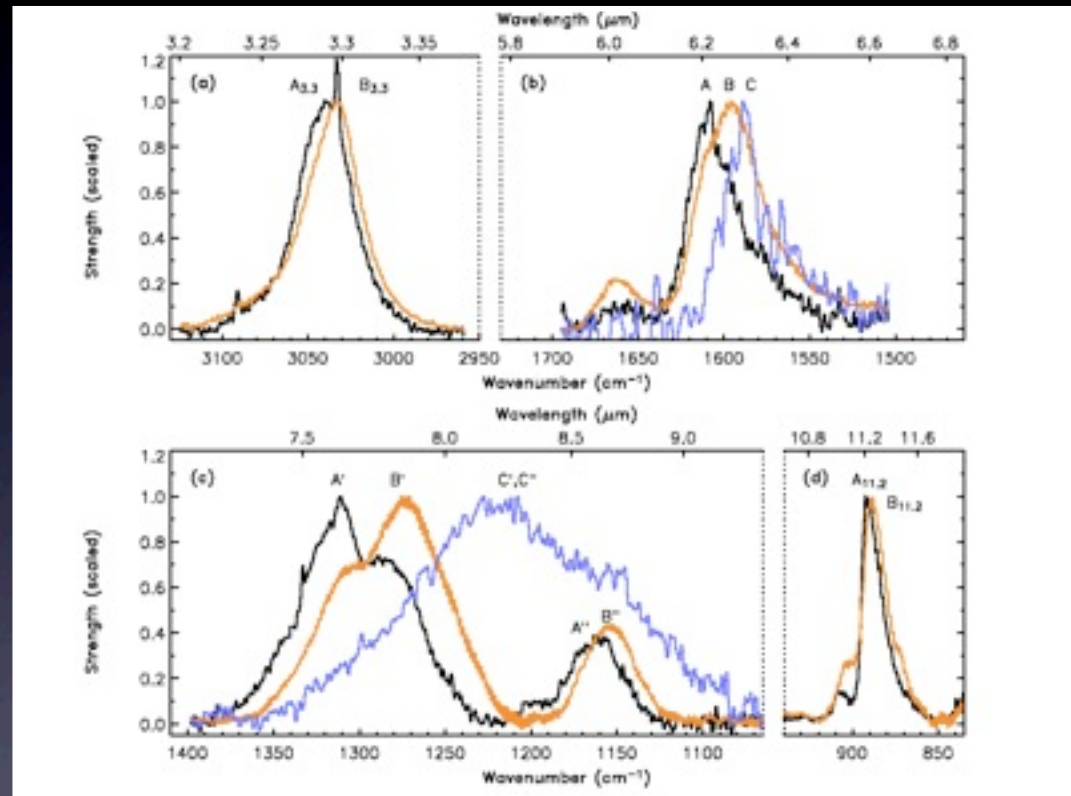 Wavelength (μm)
3.2 3.25 3.3 3.35 5.8 6.0 6.2 6.4 6.6 6.8
(a) A3.3 B3.3 (b) A B C
1.2
1.0
0.8
0.6
0.4
0.2
0.0
Strength (scaled)
3100 3050 3000 2950 1700 1650 1600 1550 1500
Wavenumber (cm⁻¹) Wavenumber (cm⁻¹)
Wavelength (μm)
7.5 8.0 8.5 9.0 10.8 11.2 11.6
(c) A' B' C',C'' A11.2 (d)
B11.2
A'' B''
1.2
1.0
0.8
0.6
0.4
0.2
0.0
Strength (scaled)
1400 1350 1300 1250 1200 1150 1100 900 850
Wavenumber (cm⁻¹)